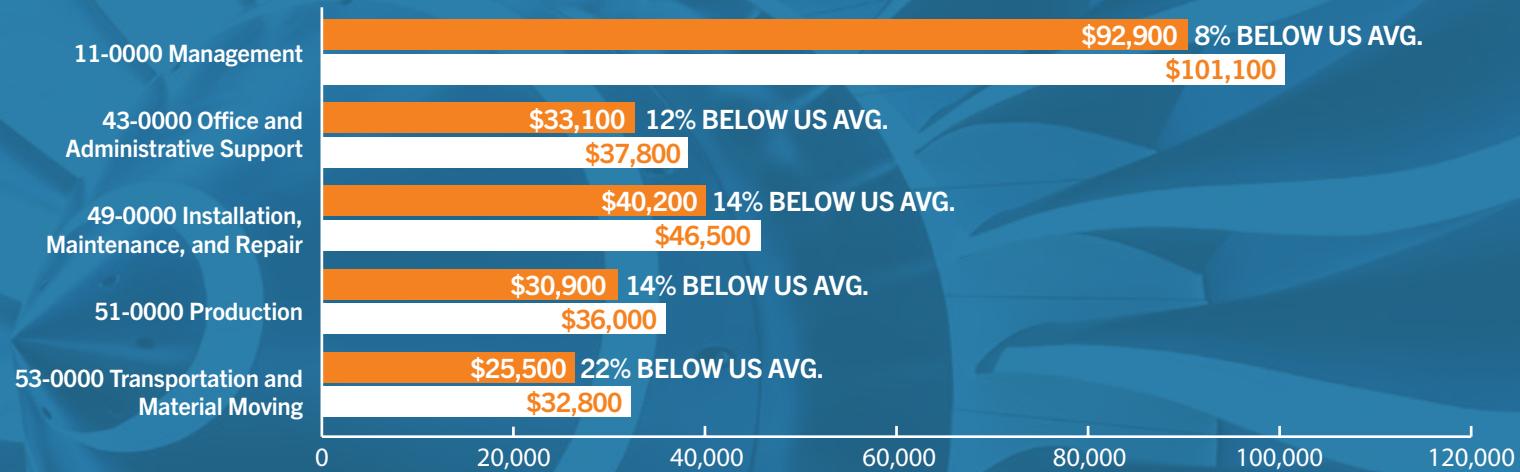 11-0000 Management
$92,900 8% BELOW US AVG.
$101,100
43-0000 Office and
Administrative Support
$33,100 12% BELOW US AVG.
$37,800
49-0000 Installation,
Maintenance, and Repair
$40,200 14% BELOW US AVG.
$46,500
51-0000 Production
$30,900 14% BELOW US AVG.
$36,000
53-0000 Transportation and
Material Moving
$25,500 22% BELOW US AVG.
$32,800
0 20,000 40,000 60,000 80,000 100,000 120,000